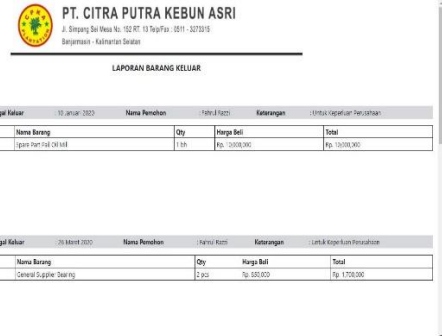 PT. CITRA PUTRA KEBUN ASRI
Jl. Simpang Sei Mesa No. 152 RT. 13 Telp/Fax : 0511 - 3273319
Banjarmasin - Kalimantan Selatan
LAPORAN BARANG KELUAR
gal Keluar : 10 Januari 2020 Nama Pemohon : Fahrul Razzi Keterangan : Untuk Keperluan Perusahaan
Nama Barang Qty Harga Beli Total
Spare Part Fall Oil Mill 1 bh Rp. 10,000,000 Rp. 10,000,000
gal Keluar : 26 Maret 2020 Nama Pemohon : Fahrul Razzi Keterangan : Untuk Keperluan Perusahaan
Nama Barang Qty Harga Beli Total
General Supplier Bearing 2 pcs Rp. 850,000 Rp. 1,700,000